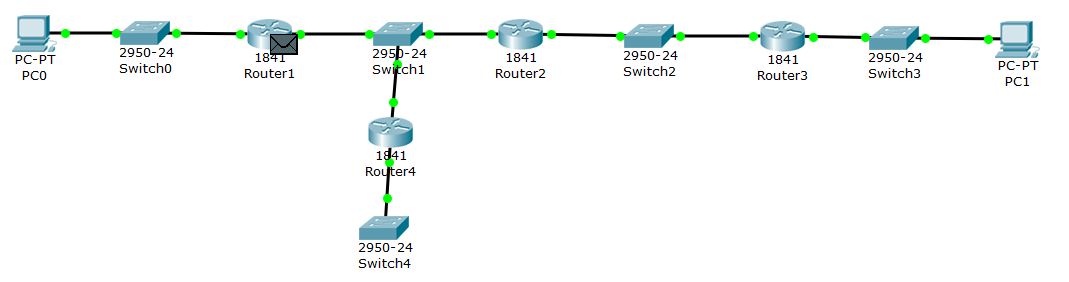 PC-PT
PC0
2950-24
Switch0
1841
Router1
2950-24
Switch1
1841
Router2
2950-24
Switch2
1841
Router3
2950-24
Switch3
PC-PT
PC1
1841
Router4
2950-24
Switch4